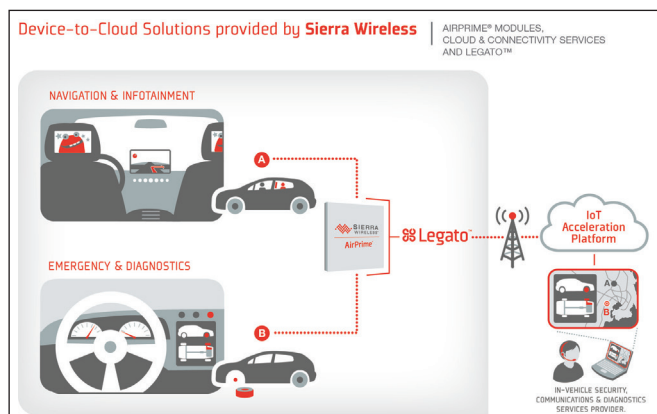 Device-to-Cloud Solutions provided by Sierra Wireless
AIRPRIME® MODULES,
CLOUD & CONNECTIVITY SERVICES
AND LEGATO™
NAVIGATION & INFOTAINMENT
A
SIERRA
WIRELESS
AirPrime
Legato™
IoT
Acceleration
Platform
A
B
EMERGENCY & DIAGNOSTICS
B
IN-VEHICLE SECURITY,
COMMUNICATIONS & DIAGNOSTICS
SERVICES PROVIDER.